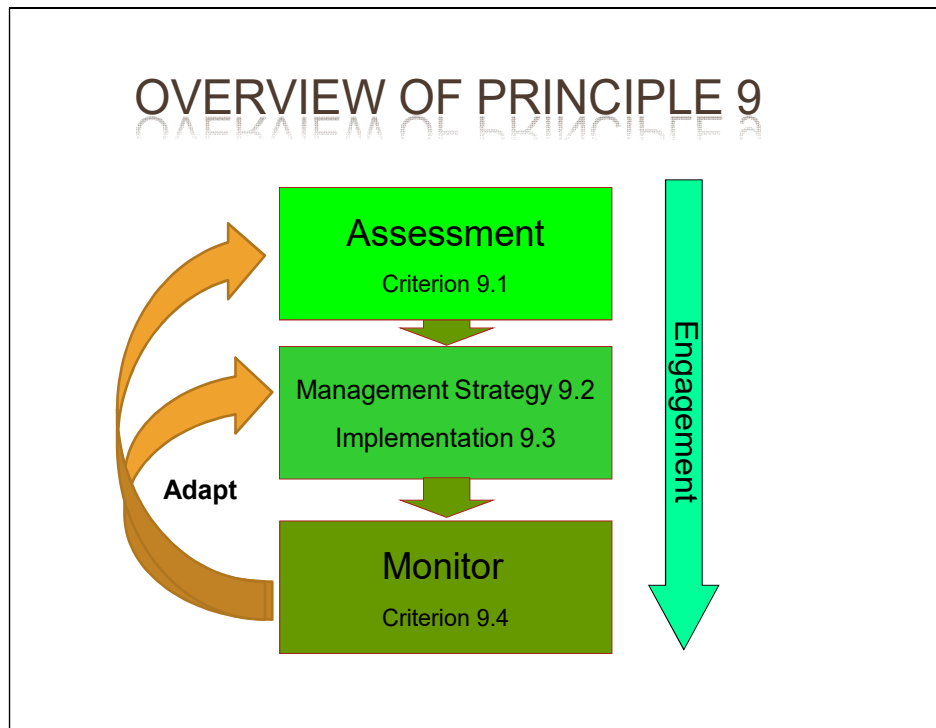 OVERVIEW OF PRINCIPLE 9
Assessment
Criterion 9.1
Management Strategy 9.2
Implementation 9.3
Adapt
Monitor
Criterion 9.4
Engagement